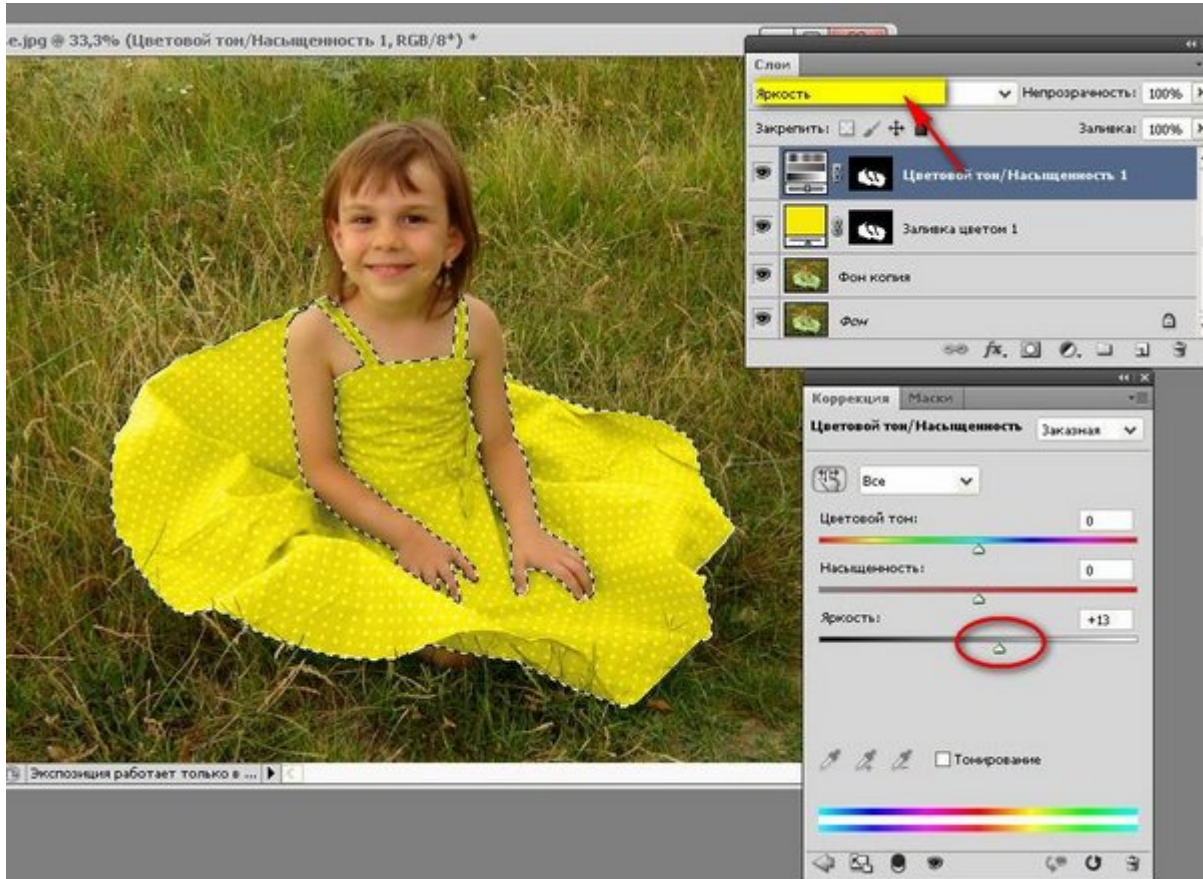 e.jpg @ 33,3% (Цветовой тон/Насыщенность 1, RGB/8*) *
Слои
Яркость Непрозрачность: 100%
Закрепить: Заливка: 100%
Цветовой тон/Насыщенность 1
Заливка цветом 1
Фон копия
Фон
fx.
Коррекция Маски
Цветовой тон/Насыщенность Заказная
Все
Цветовой тон: 0
Насыщенность: 0
Яркость: +13
Тонирование
Экспозиция работает только в ...